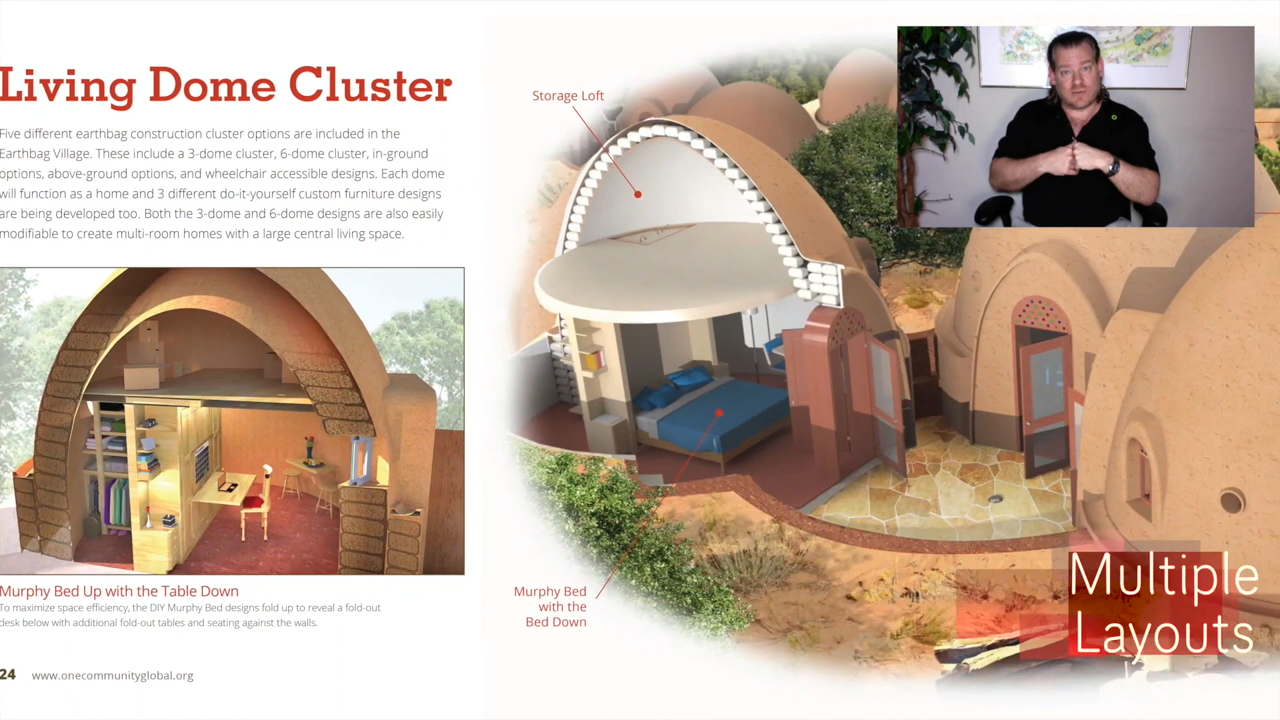 Living Dome Cluster
Five different earthbag construction cluster options are included in the
Earthbag Village. These include a 3-dome cluster, 6-dome cluster, in-ground
options, above-ground options, and wheelchair accessible designs. Each dome
will function as a home and 3 different do-it-yourself custom furniture designs
are being developed too. Both the 3-dome and 6-dome designs are also easily
modifiable to create multi-room homes with a large central living space.
Murphy Bed Up with the Table Down
To maximize space efficiency, the DIY Murphy Bed designs fold up to reveal a fold-out
desk below with additional fold-out tables and seating against the walls.
24 www.onecommunityglobal.org
Storage Loft
Murphy Bed
with the
Bed Down
Multiple
Layouts